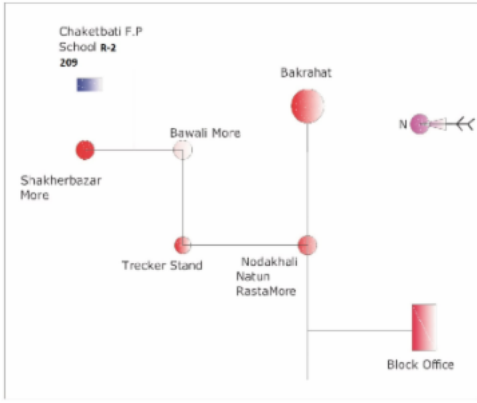 Chaketbati F.P
School R-2
209
Bakrahat
N
Bawali More
Shakherbazar
More
Trecker Stand
Nodakhali
Natun
RastaMore
Block Office